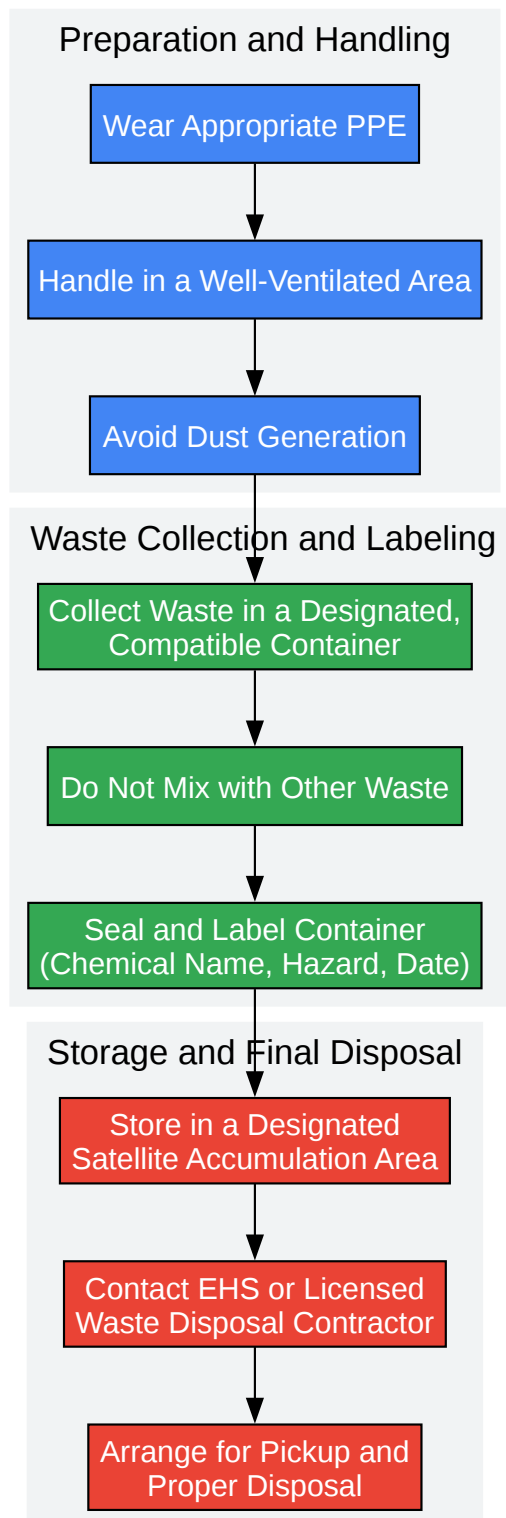 Preparation and Handling
Wear Appropriate PPE
Handle in a Well-Ventilated Area
Avoid Dust Generation
Waste Collection and Labeling
Collect Waste in a Designated,
Compatible Container
Do Not Mix with Other Waste
Seal and Label Container
(Chemical Name, Hazard, Date)
Storage and Final Disposal
Store in a Designated
Satellite Accumulation Area
Contact EHS or Licensed
Waste Disposal Contractor
Arrange for Pickup and
Proper Disposal